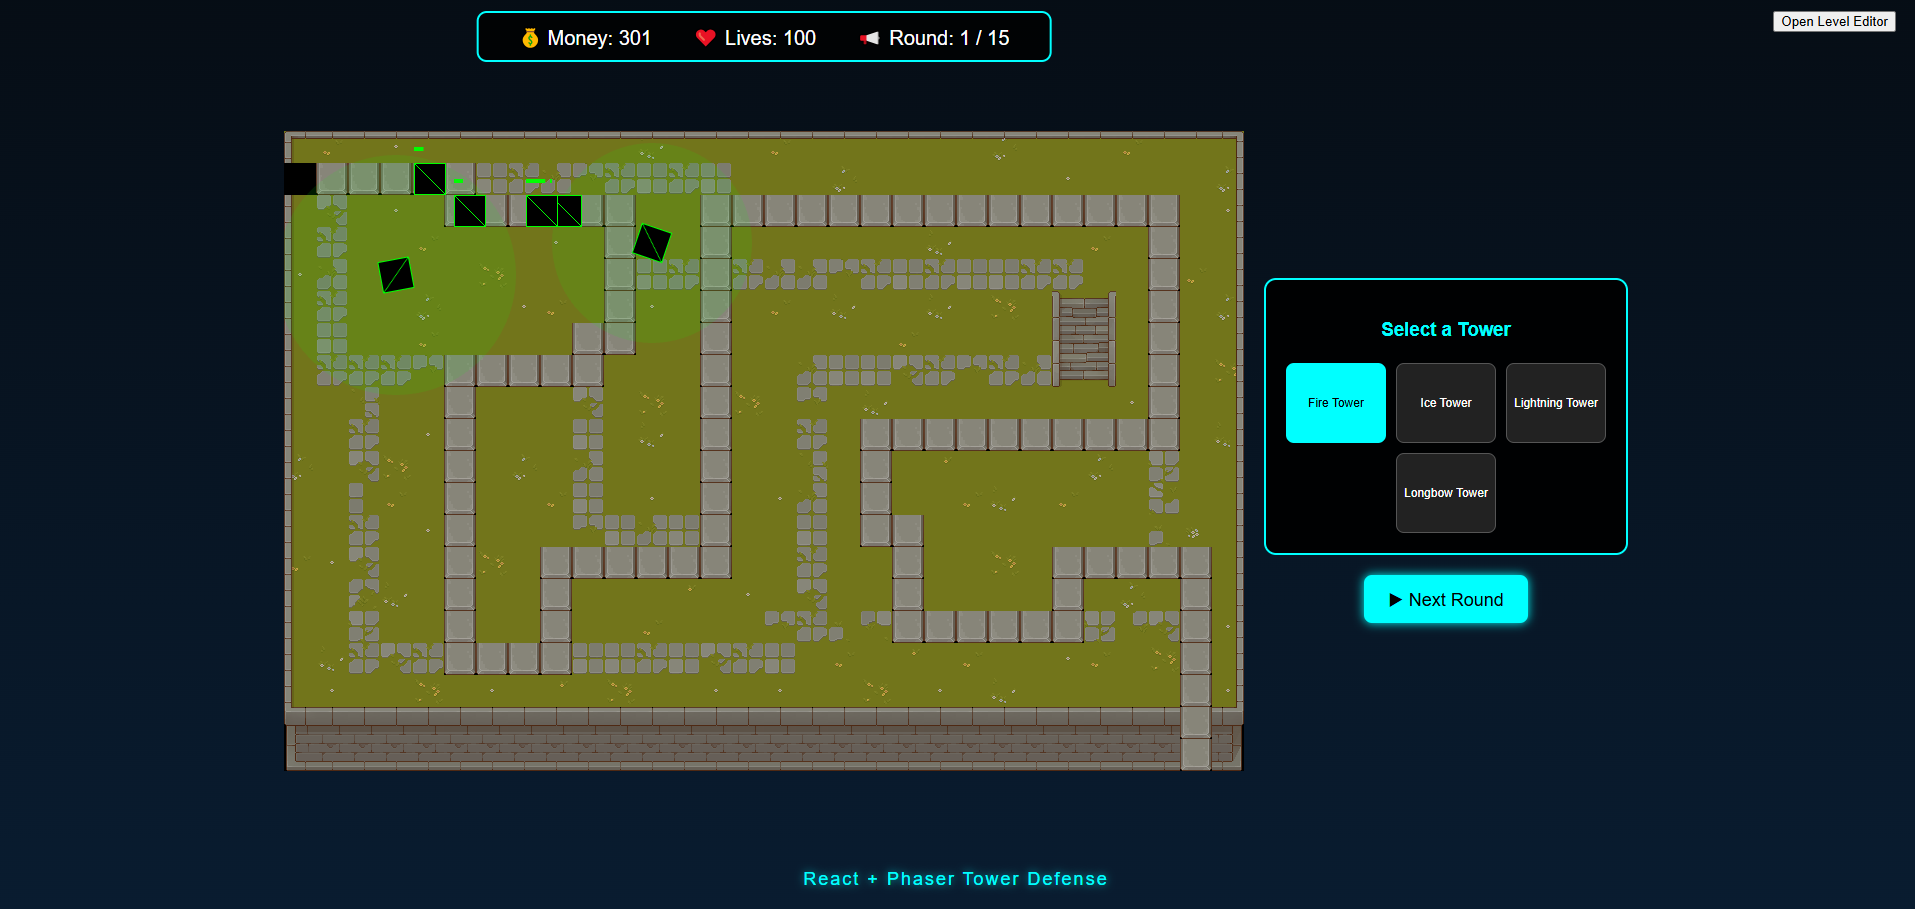 💰 Money: 301 ❤️ Lives: 100 📢 Round: 1 / 15
Open Level Editor
Select a Tower
Fire Tower Ice Tower Lightning Tower
Longbow Tower
▶ Next Round
React + Phaser Tower Defense